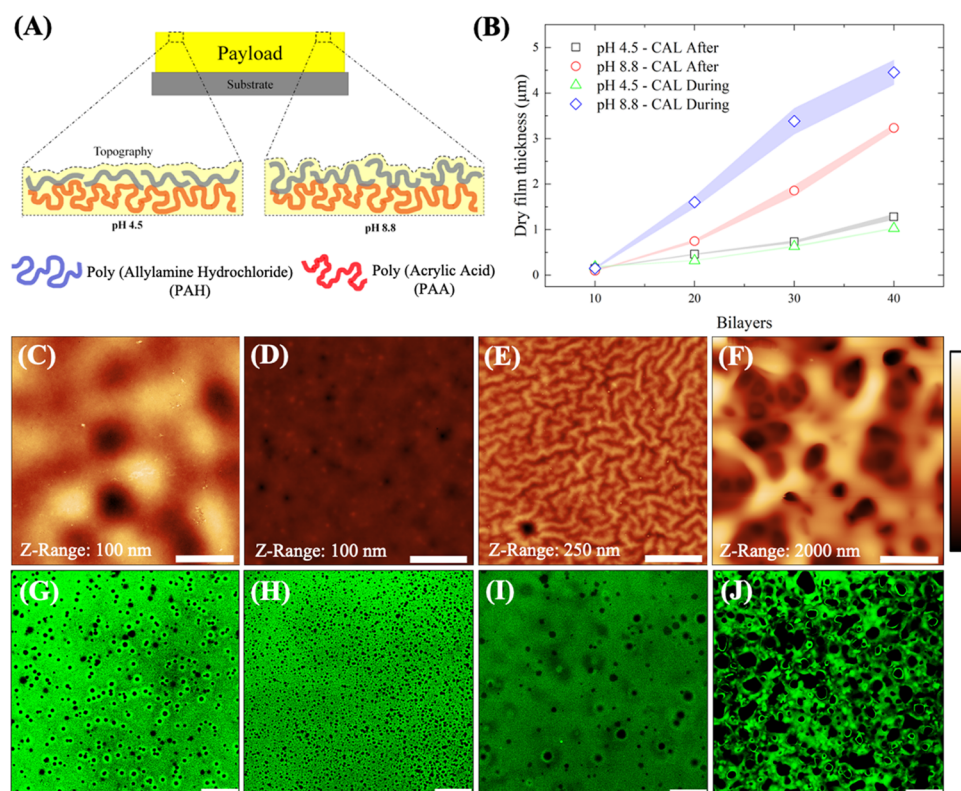 (A)
Payload
Substrate
Topography
pH 4.5
pH 8.8
Poly (Allylamine Hydrochloride)
(PAH)
Poly (Acrylic Acid)
(PAA)
(B)
Dry film thickness (μm)
5
4
3
2
1
0
pH 4.5 - CAL After
pH 8.8 - CAL After
pH 4.5 - CAL During
pH 8.8 - CAL During
10
20
30
40
Bilayers
(C)
Z-Range: 100 nm
(D)
Z-Range: 100 nm
(E)
Z-Range: 250 nm
(F)
Z-Range: 2000 nm
(G)
(H)
(I)
(J)